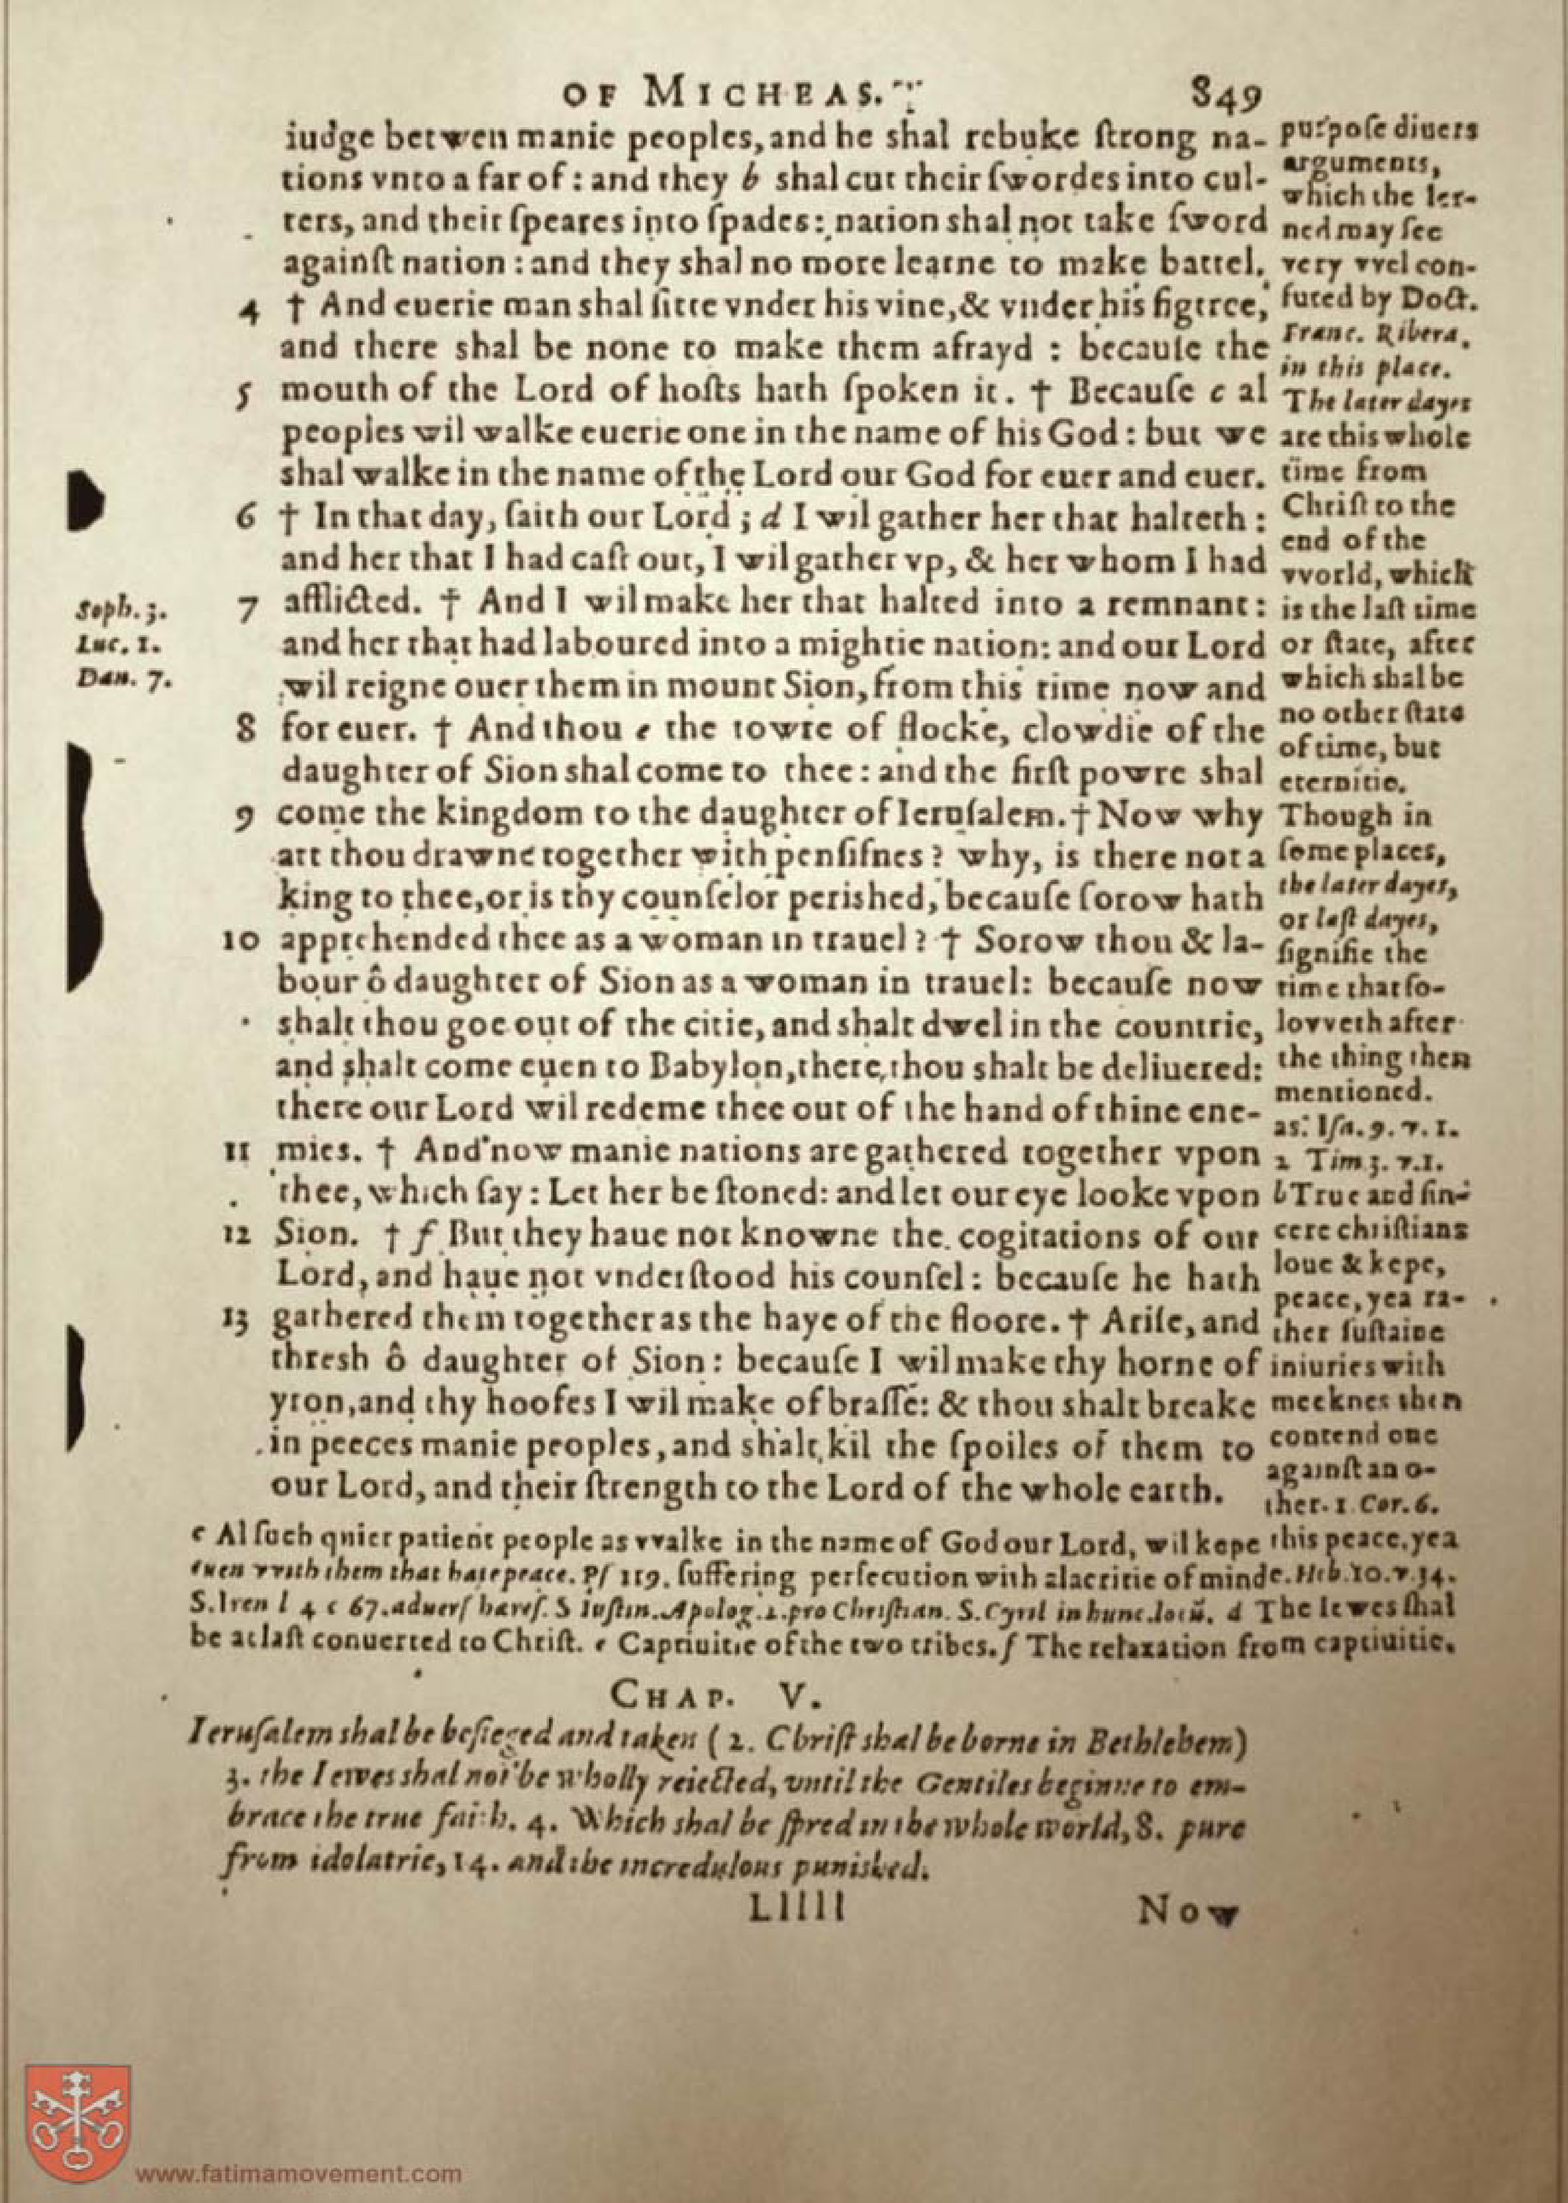 OF MICHEAS. 849
iudge betwen manie peoples, and he shal rebuke ſtrong na-
tions vnto a far of : and they b shal cut their ſwordes into cul-
ters, and their ſpeares into ſpades: nation shal not take ſword
againſt nation : and they shal no more learne to make battel.
4 † And euerie man shal ſitte vnder his vine, & vnder his figtree,
and there shal be none to make them afrayd : becauſe the
5 mouth of the Lord of hoſts hath ſpoken it. † Becauſe c al
peoples wil walke euerie one in the name of his God : but we
shal walke in the name of the Lord our God for euer and euer.
6 † In that day, ſaith our Lord ; d I wil gather her that halteth :
and her that I had caſt out, I wil gather vp, & her whom I had
7 afflicted. † And I wil make her that halted into a remnant :
and her that had laboured into a mightie nation: and our Lord
wil reigne ouer them in mount Sion, from this time now and
8 for euer. † And thou e the towre of flocke, clowdie of the
daughter of Sion shal come to thee : and the firſt powre shal
9 come the kingdom to the daughter of Ieruſalem. † Now why
art thou drawne together with penſifnes ? why, is there not a
king to thee, or is thy counſelor perished, becauſe ſorow hath
10 apprehended thee as a woman in trauel ? † Sorow thou & la-
bour ô daughter of Sion as a woman in trauel: becauſe now
shalt thou goe out of the citie, and shalt dwel in the countrie,
and shalt come euen to Babylon, there thou shalt be deliuered:
there our Lord wil redeme thee out of the hand of thine ene-
11 mies. † And now manie nations are gathered together vpon
thee, which ſay : Let her be ſtoned: and let our eye looke vpon
12 Sion. † f But they haue not knowne the cogitations of our
Lord, and haue not vnderſtood his counſel : becauſe he hath
13 gathered them together as the haye of the floore. † Ariſe, and
thresh ô daughter of Sion : becauſe I wil make thy horne of
yron, and thy hoofes I wil make of braſſe: & thou shalt breake
in peeces manie peoples, and shalt kil the ſpoiles of them to
our Lord, and their ſtrength to the Lord of the whole earth.
Soph. 3.
Luc. 1.
Dan. 7.
purpoſe diuers
arguments,
which the ler-
ned may ſee
very vvel con-
futed by Doct.
Franc. Ribera.
in this place.
The later dayes
are this whole
time from
Chriſt to the
end of the
vvorld, which
is the laſt time
or ſtate, after
which shal be
no other ſtate
of time, but
eternitie.
Though in
ſome places,
the later dayes,
or laſt dayes,
ſignifie the
time that fo-
lovveth after
the thing then
mentioned.
as. Iſa. 9. v. 1.
2 Tim 3. v. 1.
b True and ſin-
cere chriſtians
loue & kepe,
peace, yea ra-
ther ſuſtaine
iniuries with
meeknes then
contend one
againſt an o-
ther. 1 Cor. 6.
c Al ſuch quiet patient people as vvalke in the name of God our Lord, wil kepe this peace. yea
euen vvith them that hate peace. Pſ 119. ſuffering perſecution with alacritie of minde. Heb. 10. v. 34.
S. Iren l 4 c 67. aduerſ hareſ. S Iuſtin. Apolog. 2. pro Chriſtian. S. Cyril in hunc. locū. d The Iewes ſhal
be at laſt conuerted to Chriſt. e Captiuitie of the two tribes. f The relaxation from captiuitie.
CHAP. V.
Ieruſalem shal be beſieged and taken ( 2. Chriſt shal be borne in Bethlehem)
3. the Iewes shal not be wholly reiected, vntil the Gentiles beginne to em-
brace the true faith. 4. Which shal be ſpred in the whole world, 8. pure
from idolatrie, 14. and the incredulous punished.
Lllll Now
www.fatimamovement.com